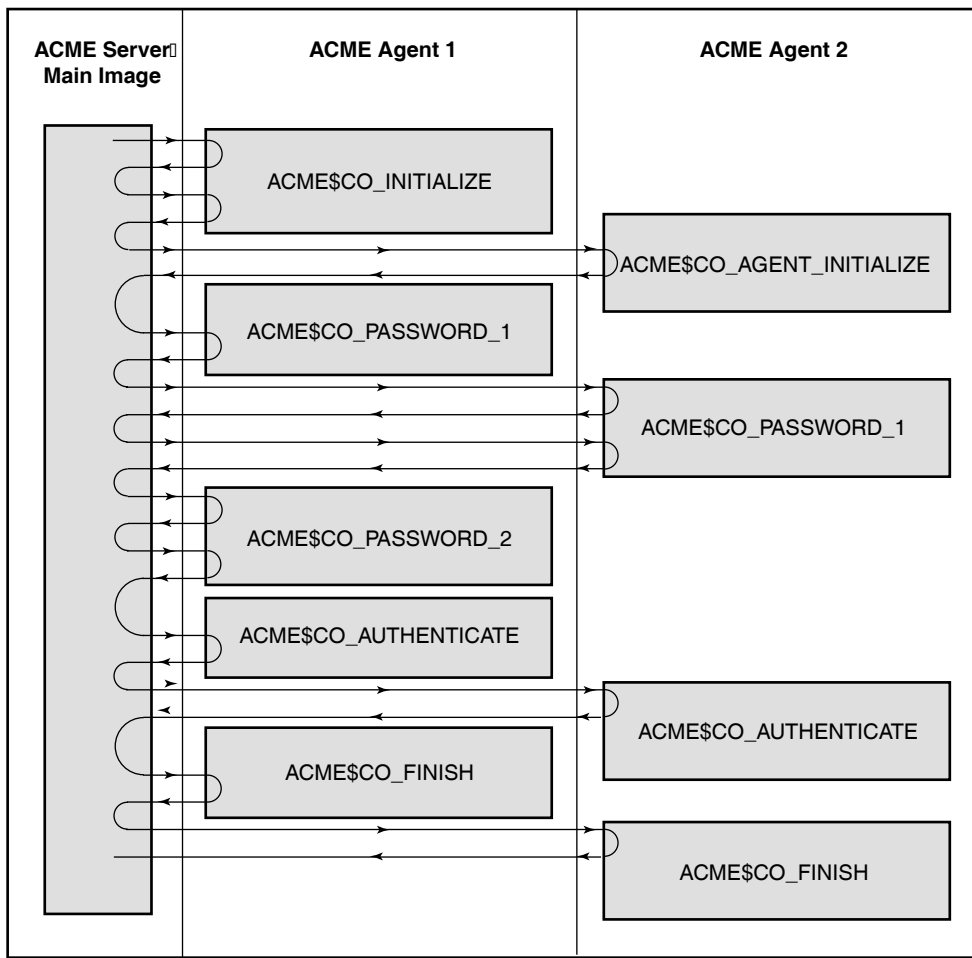 ACME Server▯
Main Image
ACME Agent 1
ACME Agent 2
ACME$CO_INITIALIZE
ACME$CO_AGENT_INITIALIZE
ACME$CO_PASSWORD_1
ACME$CO_PASSWORD_1
ACME$CO_PASSWORD_2
ACME$CO_AUTHENTICATE
ACME$CO_AUTHENTICATE
ACME$CO_FINISH
ACME$CO_FINISH